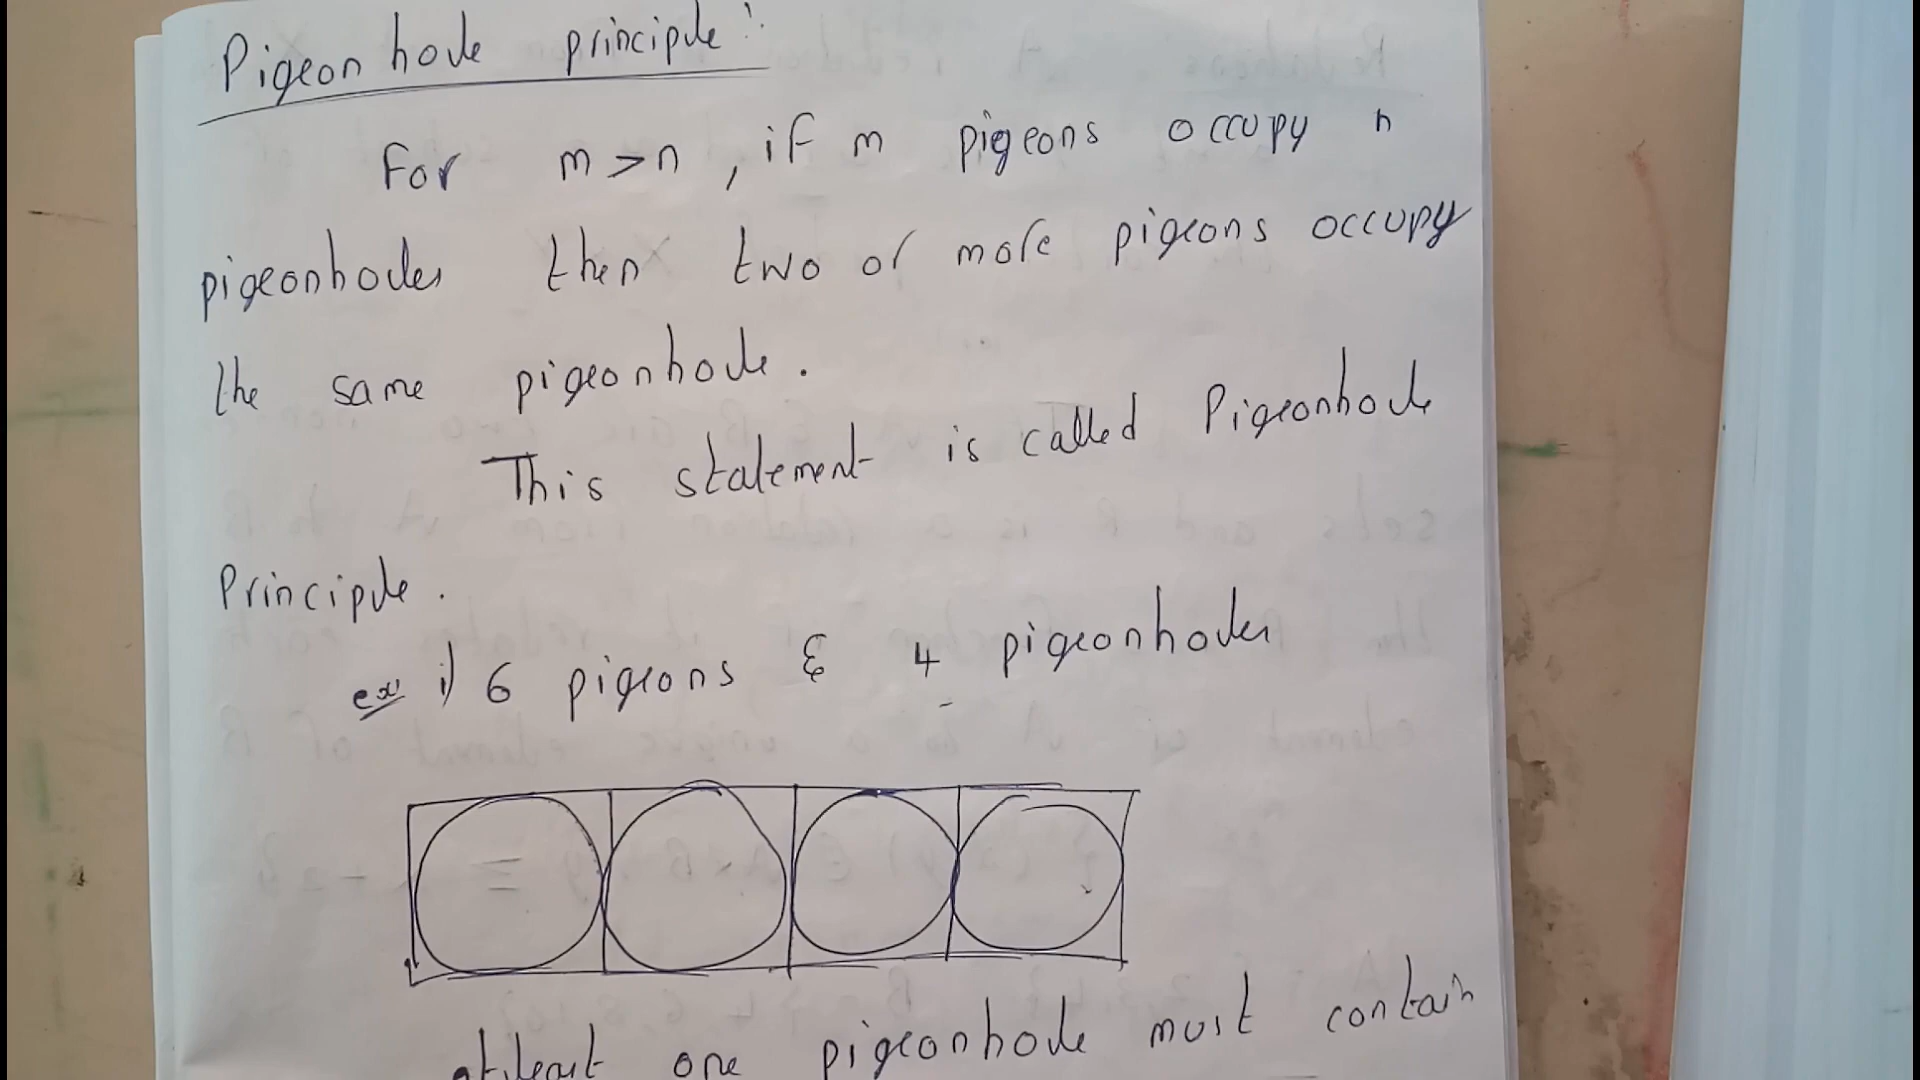 Pigeon hole principle :
For m > n , if m pigeons occupy n
pigeonholes then two or more pigeons occupy
the same pigeonhole .
This statement is called Pigeonhole
Principle .
ex i) 6 pigeons & 4 pigeonholes
atleast one pigeonhole must contain